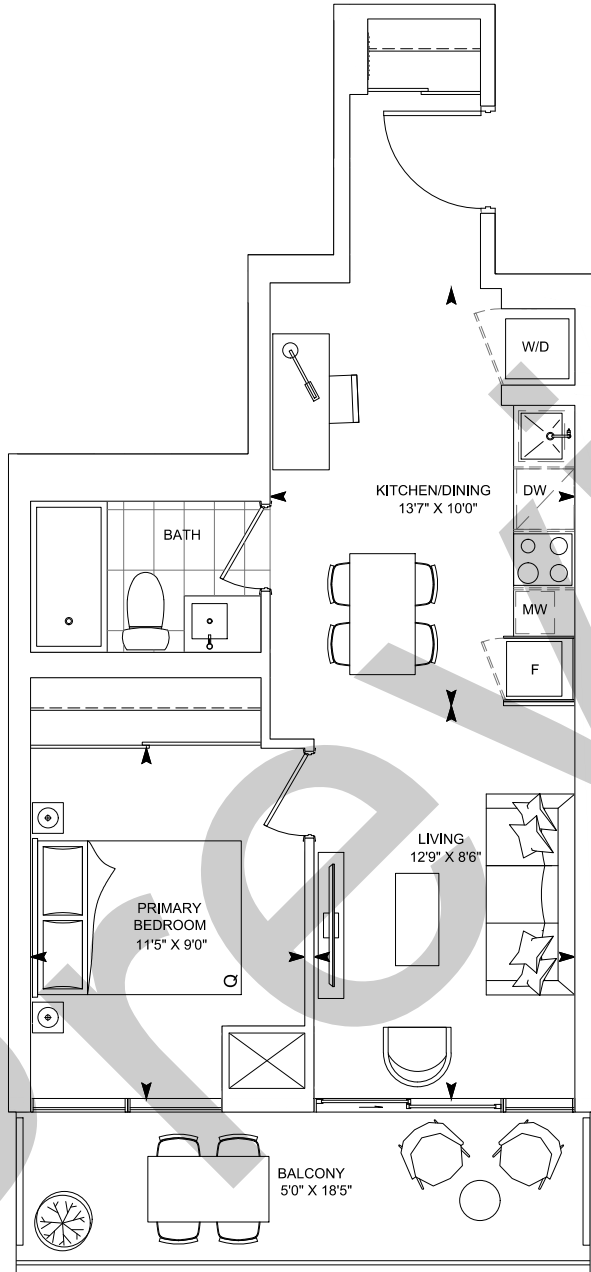 W/D
KITCHEN/DINING
13'7" X 10'0"
DW
BATH
MW
F
LIVING
12'9" X 8'6"
PRIMARY
BEDROOM
11'5" X 9'0"
Q
BALCONY
5'0" X 18'5"